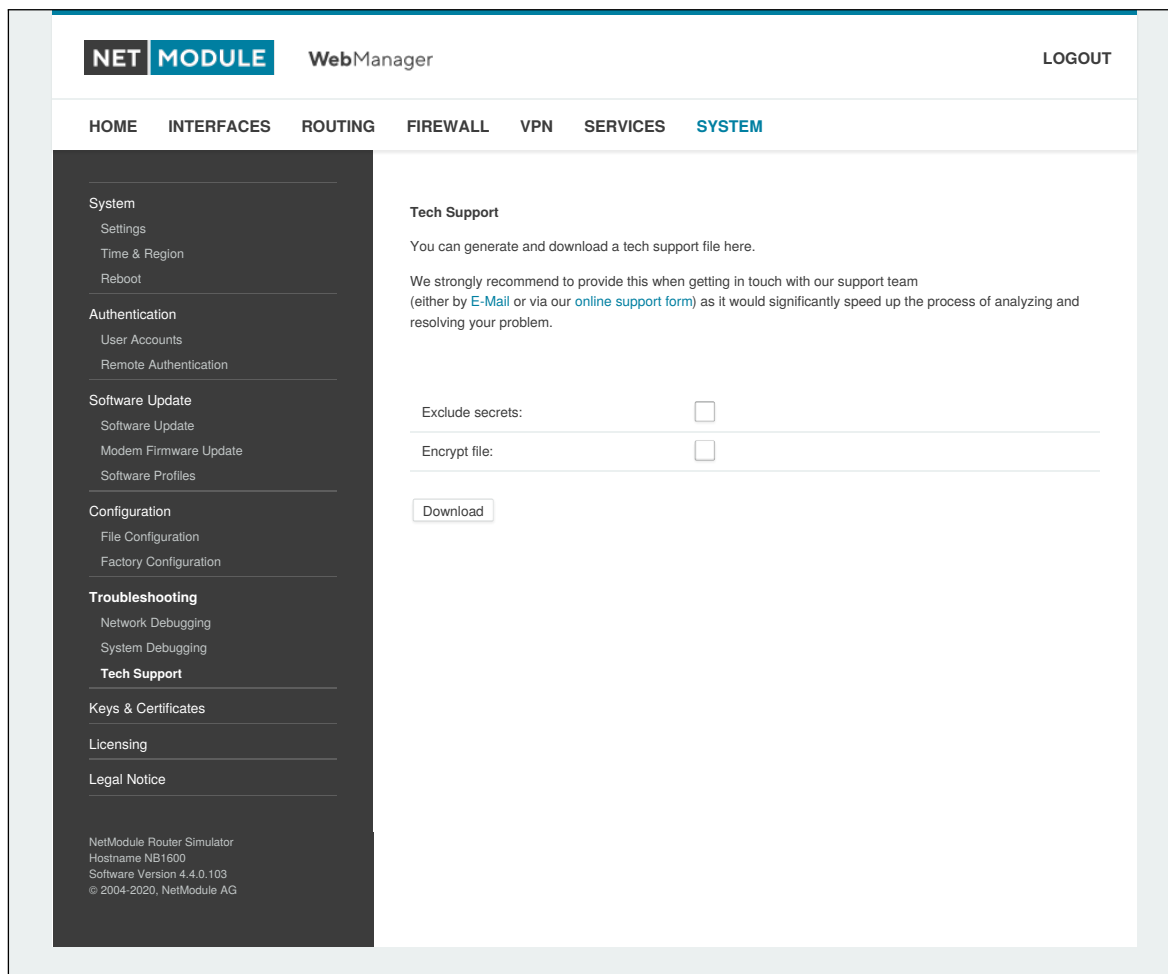 NET MODULE WebManager LOGOUT
HOME INTERFACES ROUTING FIREWALL VPN SERVICES SYSTEM
System
Settings
Time & Region
Reboot
Authentication
User Accounts
Remote Authentication
Software Update
Software Update
Modem Firmware Update
Software Profiles
Configuration
File Configuration
Factory Configuration
Troubleshooting
Network Debugging
System Debugging
Tech Support
Keys & Certificates
Licensing
Legal Notice
NetModule Router Simulator
Hostname NB1600
Software Version 4.4.0.103
© 2004-2020, NetModule AG
Tech Support
You can generate and download a tech support file here.
We strongly recommend to provide this when getting in touch with our support team
(either by E-Mail or via our online support form) as it would significantly speed up the process of analyzing and
resolving your problem.
Exclude secrets:
Encrypt file:
Download